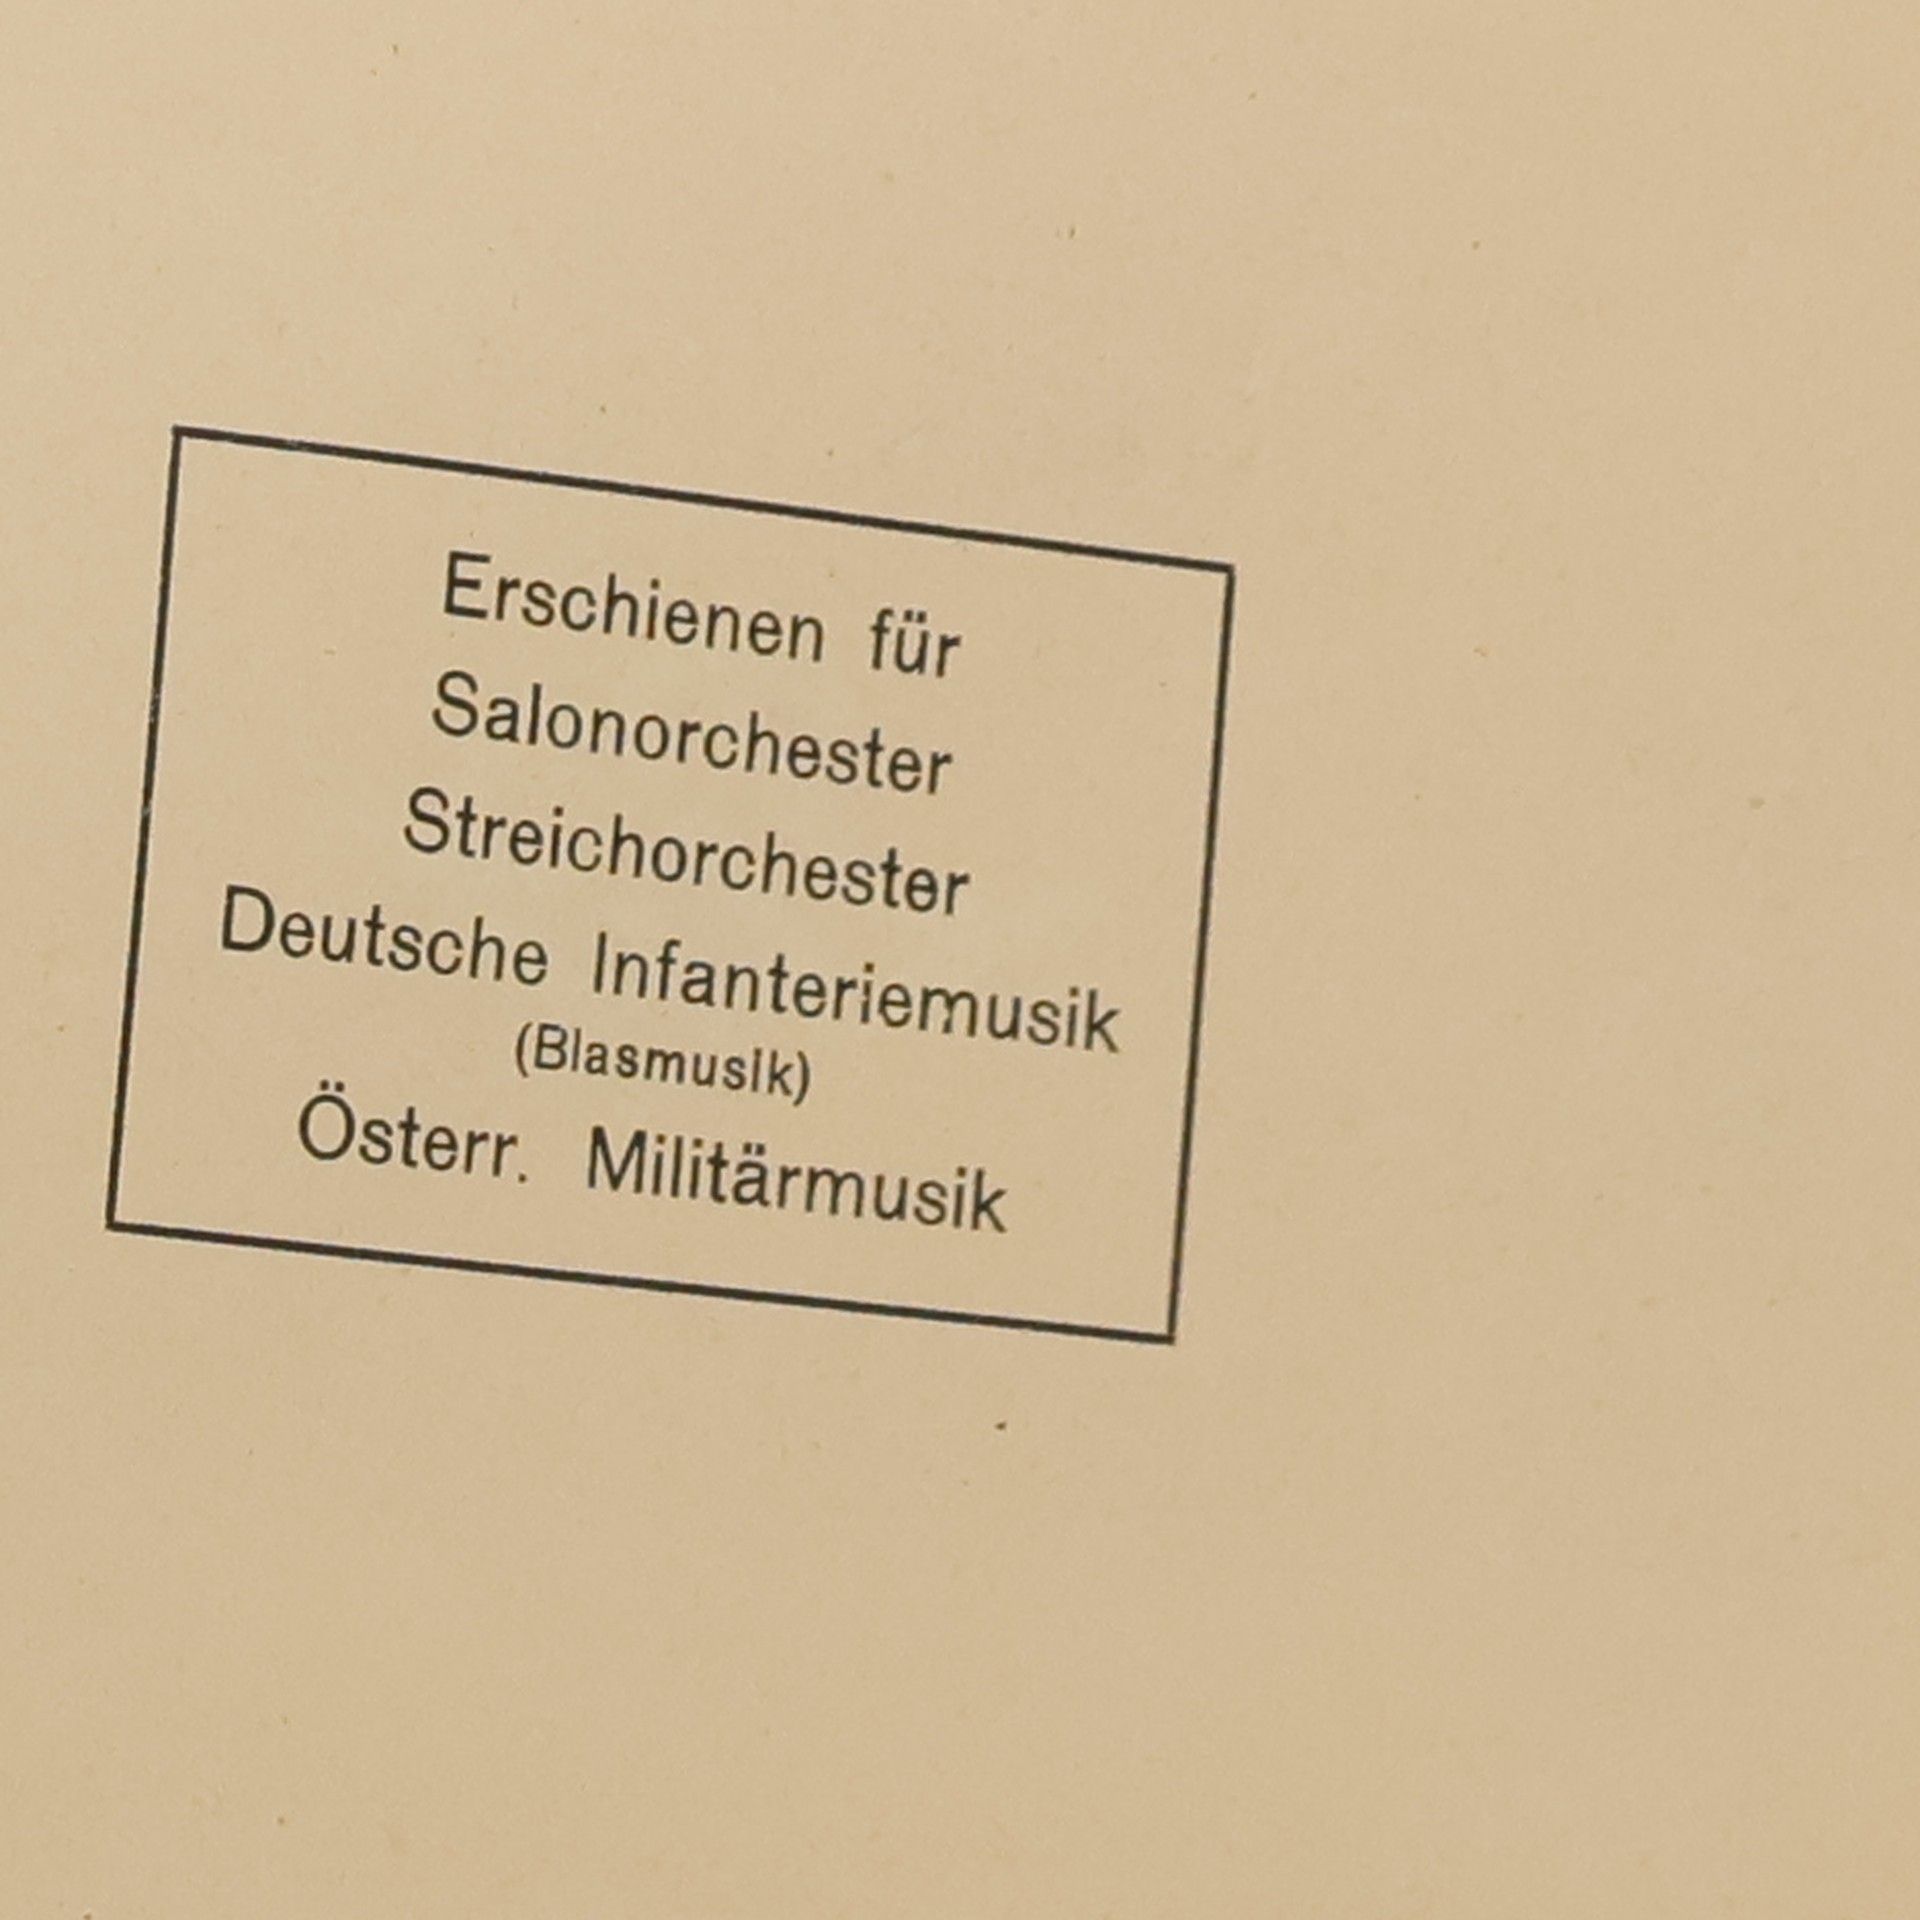 Erschienen für
Salonorchester
Streichorchester
Deutsche Infanteriemusik
(Blasmusik)
Österr. Militärmusik